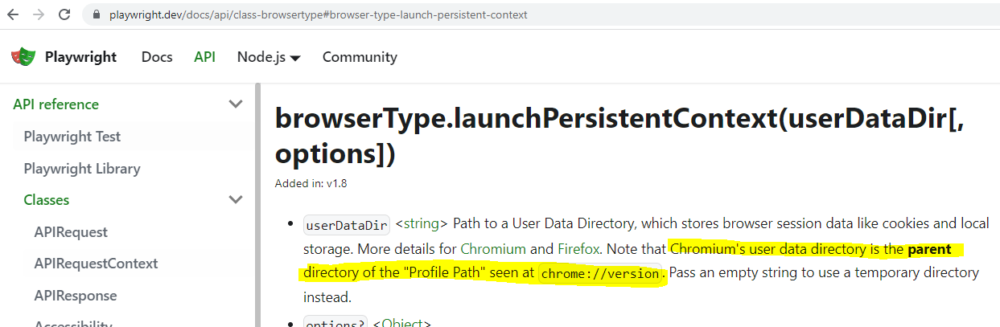 playwright.dev/docs/api/class-browsertype#browser-type-launch-persistent-context
Playwright Docs API Node.js Community
API reference
Playwright Test
Playwright Library
Classes
APIRequest
APIRequestContext
APIResponse
Accessibility
browserType.launchPersistentContext(userDataDir[,
options])
Added in: v1.8
userDataDir <string> Path to a User Data Directory, which stores browser session data like cookies and local
storage. More details for Chromium and Firefox. Note that Chromium's user data directory is the parent
directory of the "Profile Path" seen at chrome://version. Pass an empty string to use a temporary directory
instead.
options? <Object>